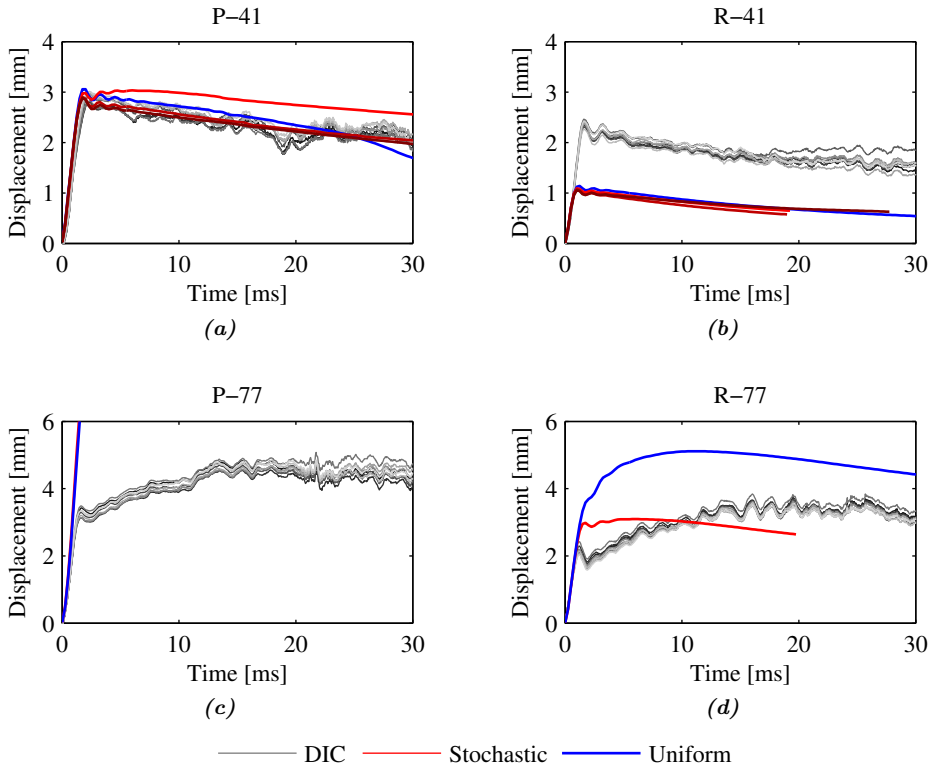 P–41
R–41
Displacement [mm]
4
3
2
1
0
0 10 20 30
Time [ms]
(a)
Displacement [mm]
4
3
2
1
0
0 10 20 30
Time [ms]
(b)
P–77
R–77
Displacement [mm]
6
4
2
0
0 10 20 30
Time [ms]
(c)
Displacement [mm]
6
4
2
0
0 10 20 30
Time [ms]
(d)
DIC Stochastic Uniform